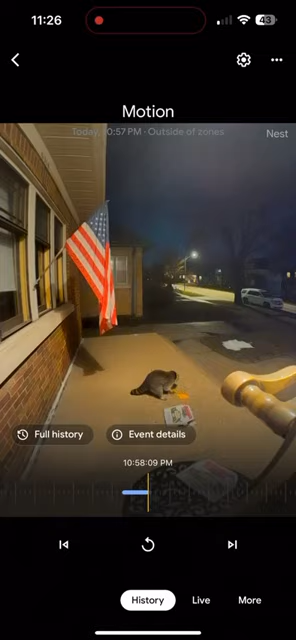 11:26
43
Motion
Today, 10:57 PM · Outside of zones
Nest
Full history
Event details
10:58:09 PM
History
Live
More